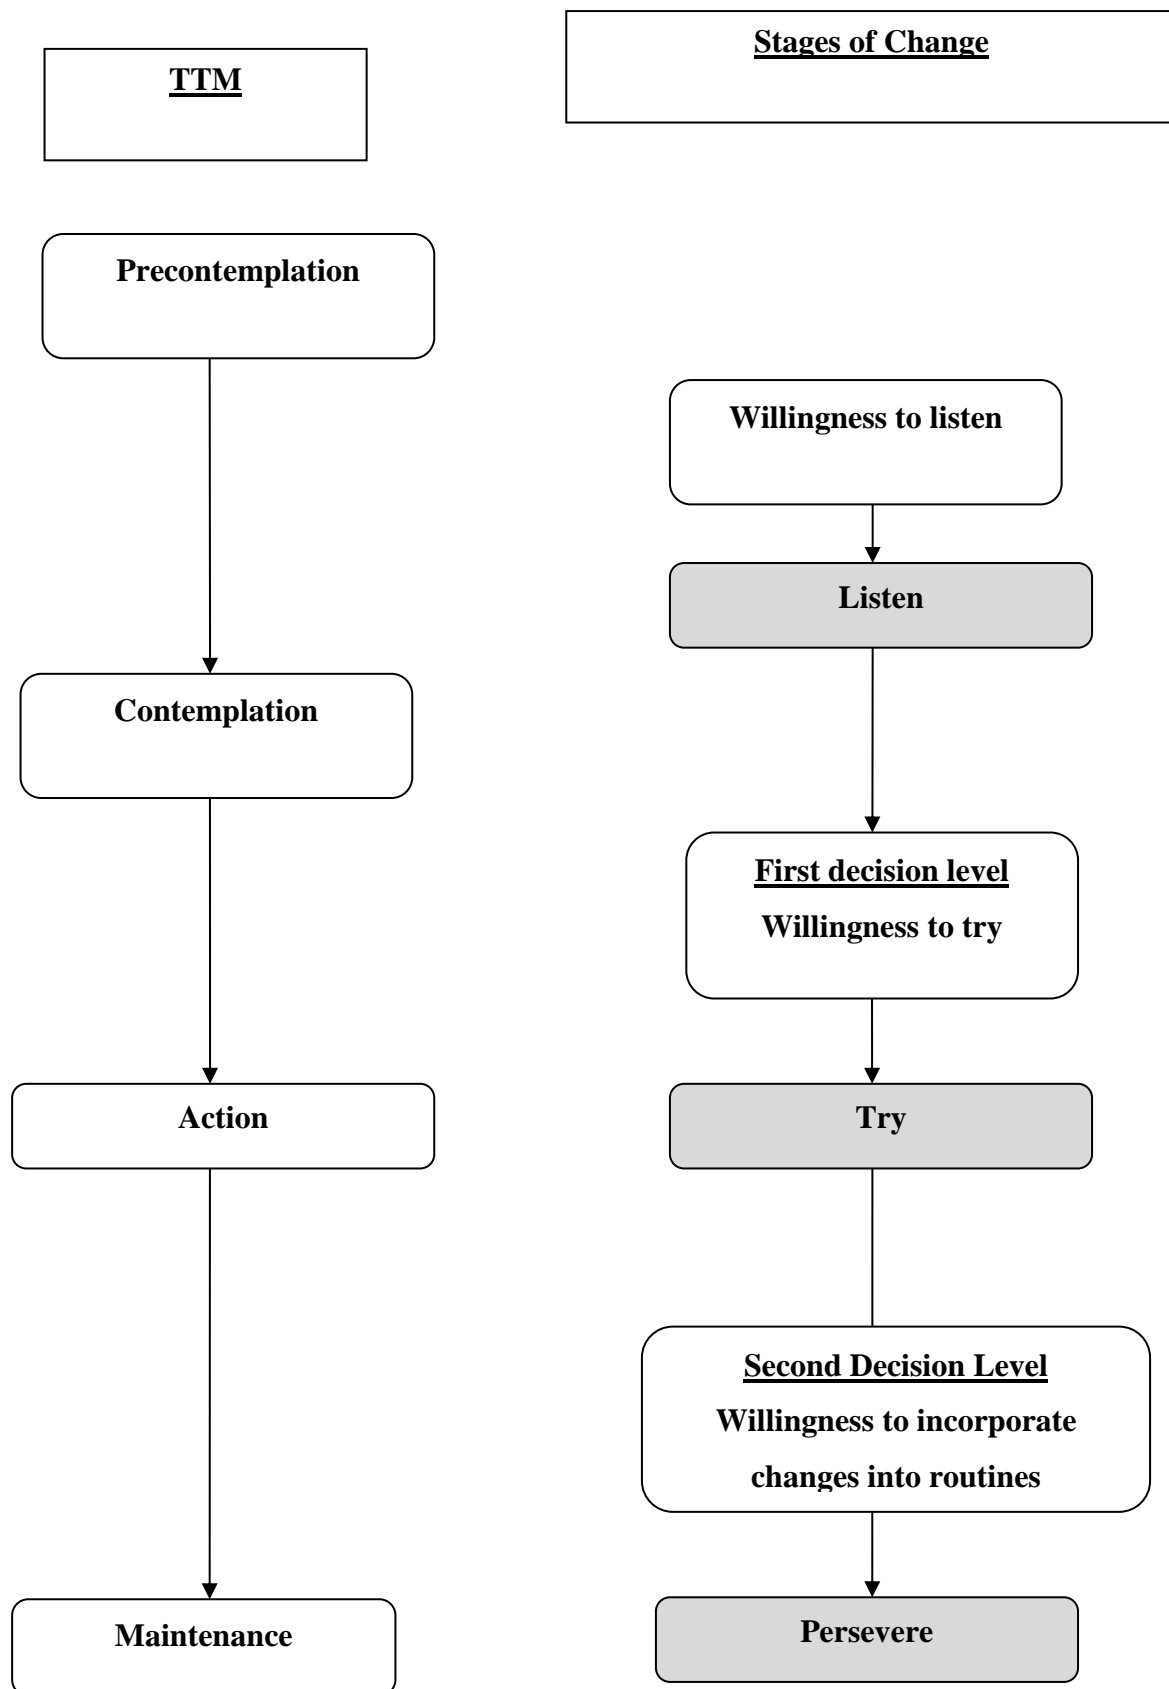 TTM
Stages of Change
Precontemplation
Willingness to listen
Listen
Contemplation
First decision level
Willingness to try
Action
Try
Second Decision Level
Willingness to incorporate
changes into routines
Maintenance
Persevere